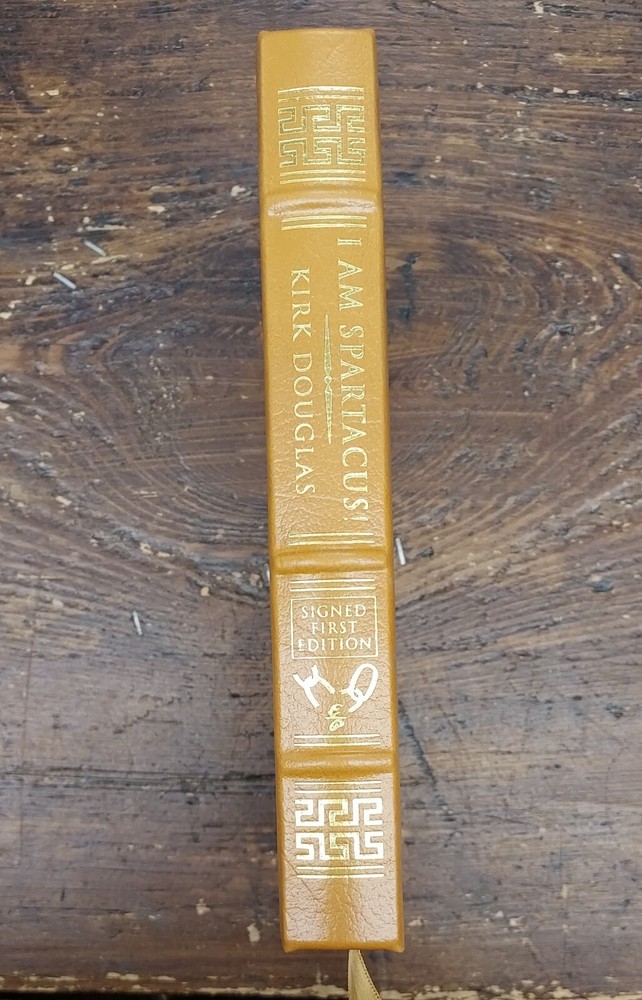 I AM SPARTACUS!
KIRK DOUGLAS
SIGNED
FIRST
EDITION